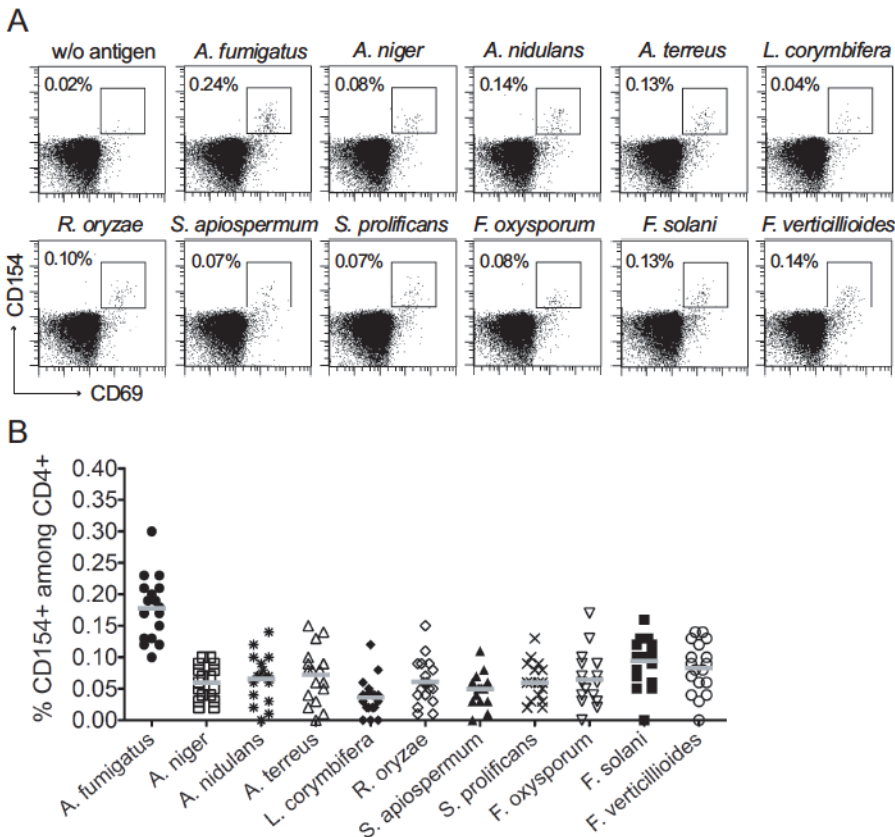 A
w/o antigen A. fumigatus A. niger A. nidulans A. terreus L. corymbifera
0.02% 0.24% 0.08% 0.14% 0.13% 0.04%
R. oryzae S. apiospermum S. prolificans F. oxysporum F. solani F. verticillioides
0.10% 0.07% 0.07% 0.08% 0.13% 0.14%
CD154
CD69
B
% CD154+ among CD4+
0.40
0.35
0.30
0.25
0.20
0.15
0.10
0.05
0.00
A. fumigatus
A. niger
A. nidulans
A. terreus
L. corymbifera
R. oryzae
S. apiospermum
S. prolificans
F. oxysporum
F. solani
F. verticillioides